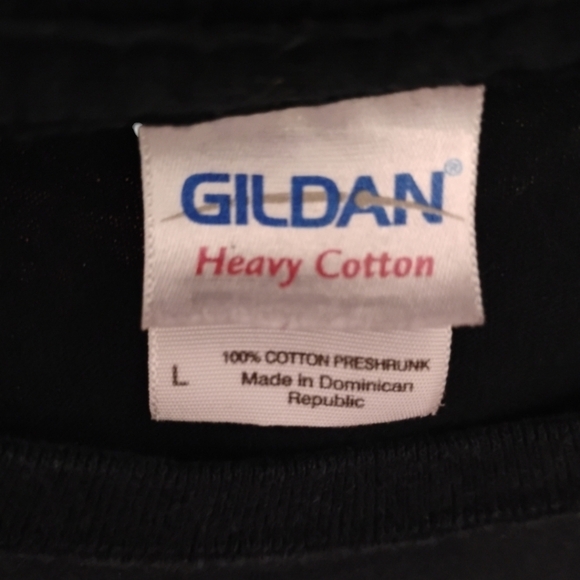 GILDAN®
Heavy Cotton
L
100% COTTON PRESHRUNK
Made in Dominican
Republic